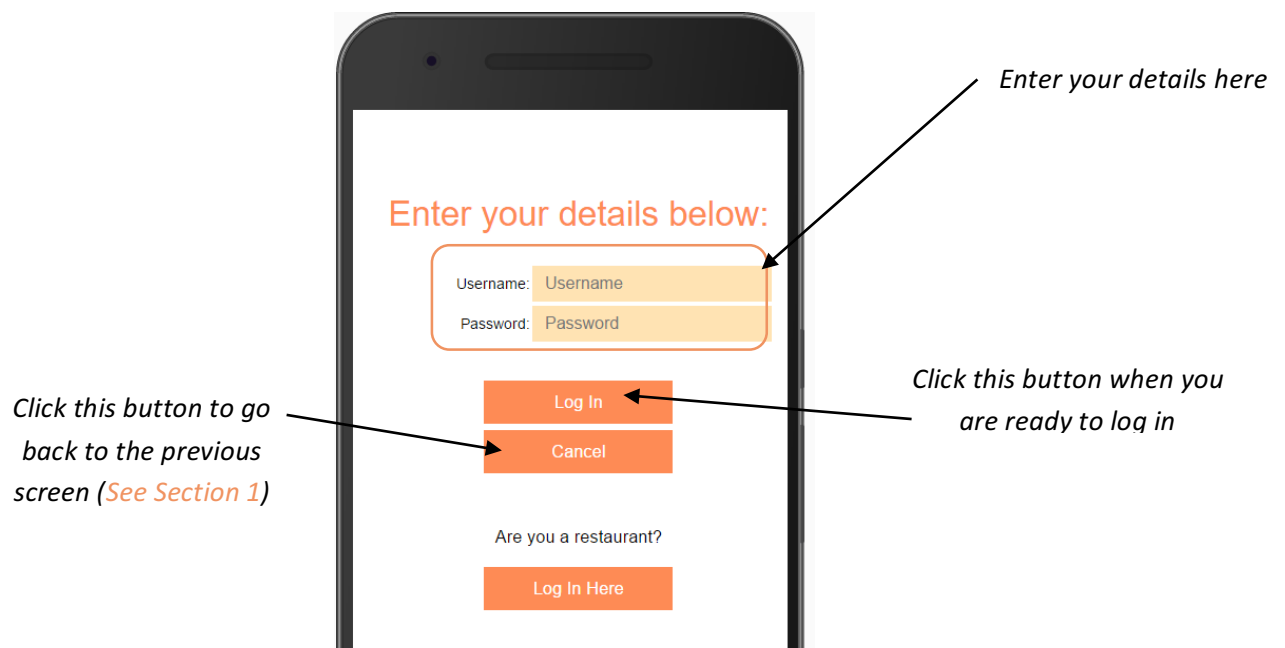 Enter your details here
Enter your details below:
Username: Username
Password: Password
Click this button when you
are ready to log in
Log In
Click this button to go
back to the previous
screen (See Section 1)
Cancel
Are you a restaurant?
Log In Here